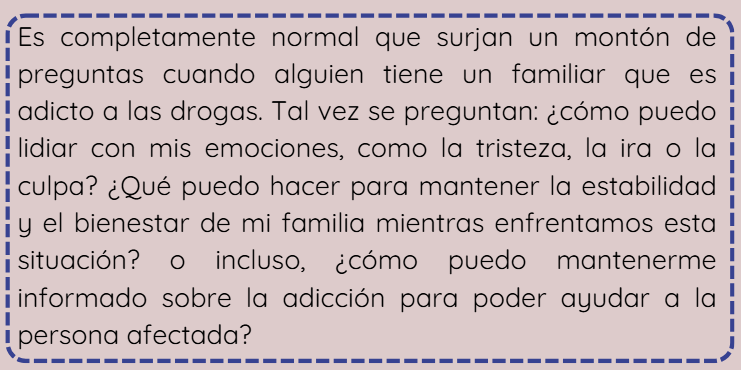 Es completamente normal que surjan un montón de
preguntas cuando alguien tiene un familiar que es
adicto a las drogas. Tal vez se preguntan: ¿cómo puedo
lidiar con mis emociones, como la tristeza, la ira o la
culpa? ¿Qué puedo hacer para mantener la estabilidad
y el bienestar de mi familia mientras enfrentamos esta
situación? o incluso, ¿cómo puedo mantenerme
informado sobre la adicción para poder ayudar a la
persona afectada?